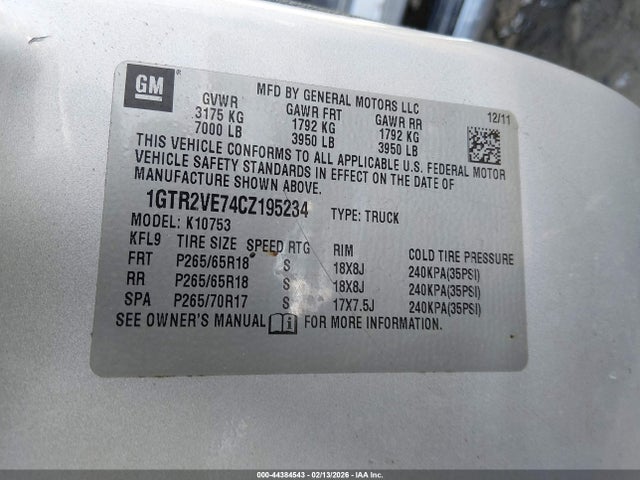 GM
MFD BY GENERAL MOTORS LLC
GVWR GAWR FRT GAWR RR 12/11
3175 KG 1792 KG 1792 KG
7000 LB 3950 LB 3950 LB
THIS VEHICLE CONFORMS TO ALL APPLICABLE U.S. FEDERAL MOTOR
VEHICLE SAFETY STANDARDS IN EFFECT ON THE DATE OF
MANUFACTURE SHOWN ABOVE.
1GTR2VE74CZ195234 TYPE: TRUCK
MODEL: K10753
KFL9 TIRE SIZE SPEED RTG RIM COLD TIRE PRESSURE
FRT P265/65R18 S 18X8J 240KPA(35PSI)
RR P265/65R18 S 18X8J 240KPA(35PSI)
SPA P265/70R17 S 17X7.5J 240KPA(35PSI)
SEE OWNER'S MANUAL FOR MORE INFORMATION.
000-44384543 - 02/13/2026 - IAA Inc.